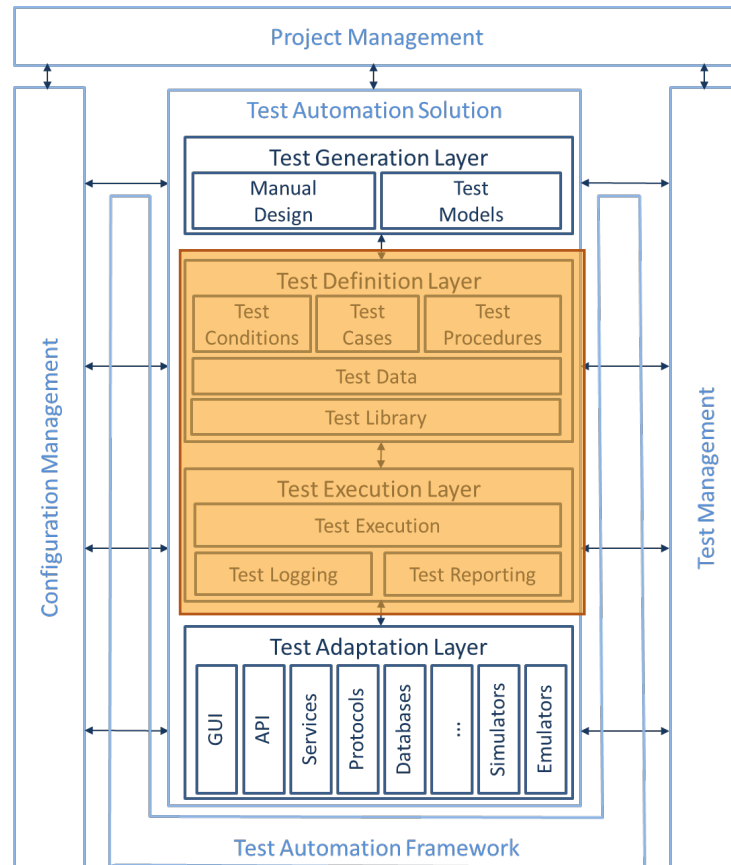 Project Management
Test Automation Solution
Test Generation Layer
Manual
Design
Test
Models
Test Definition Layer
Test
Conditions
Test
Cases
Test
Procedures
Test Data
Test Library
Test Execution Layer
Test Execution
Test Logging
Test Reporting
Test Adaptation Layer
GUI
API
Services
Protocols
Databases
...
Simulators
Emulators
Configuration Management
Test Management
Test Automation Framework